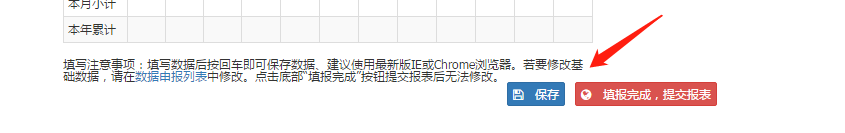 本月小计
本年累计
填写注意事项：填写数据后按回车即可保存数据、建议使用最新版IE或Chrome浏览器。若要修改基
础数据，请在数据申报列表中修改。点击底部“填报完成”按钮提交报表后无法修改。
保存
填报完成，提交报表